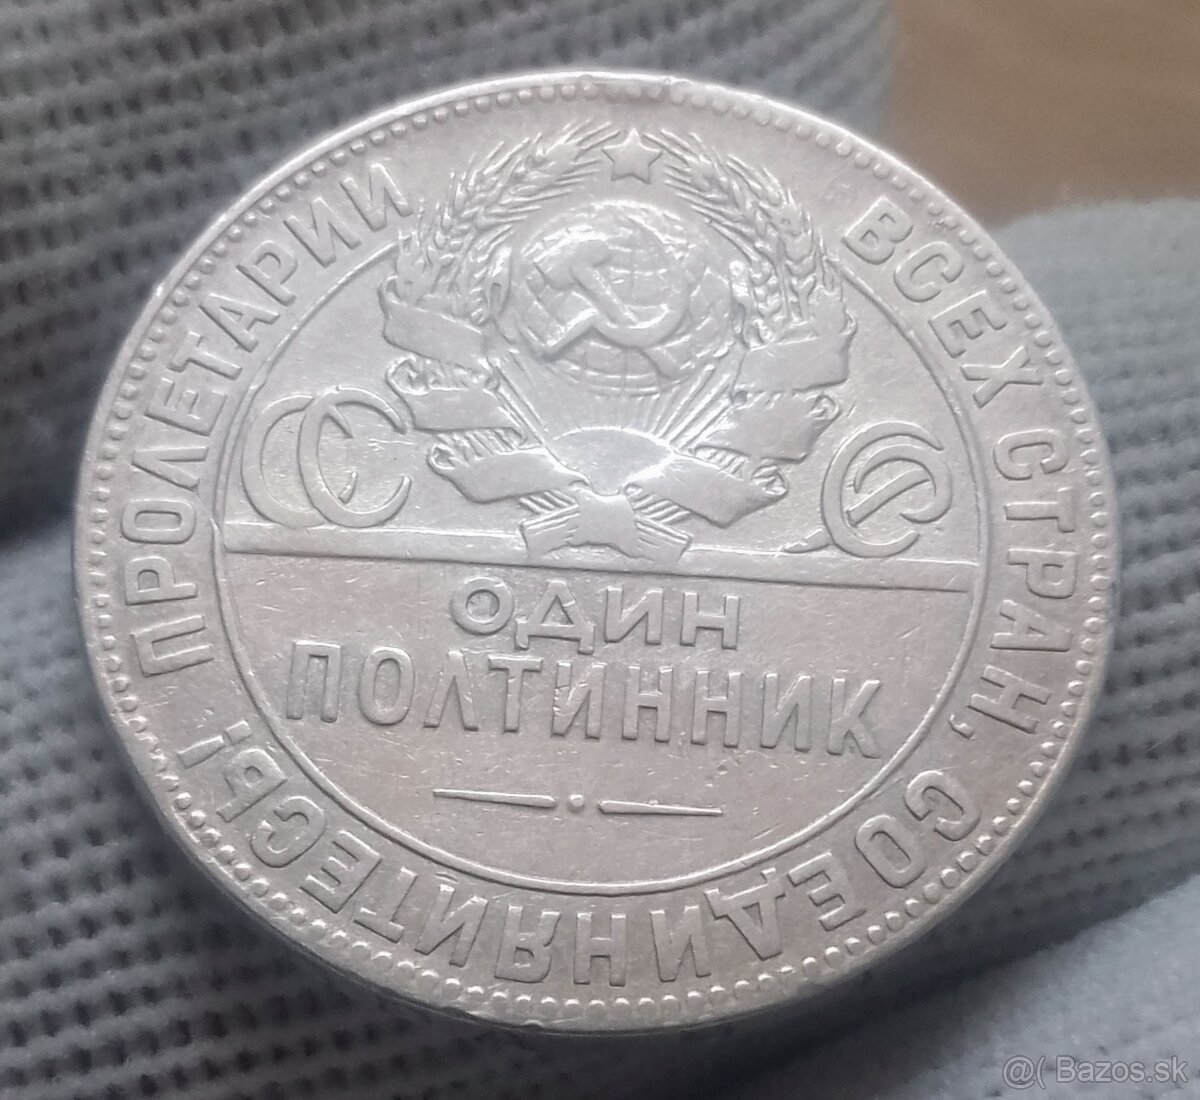 ПРОЛЕТАРИИ ВСЕХ СТРАН, СОЕДИНЯЙТЕСЬ!
СС СР
ОДИН
ПОЛТИННИК
@( Bazos.sk